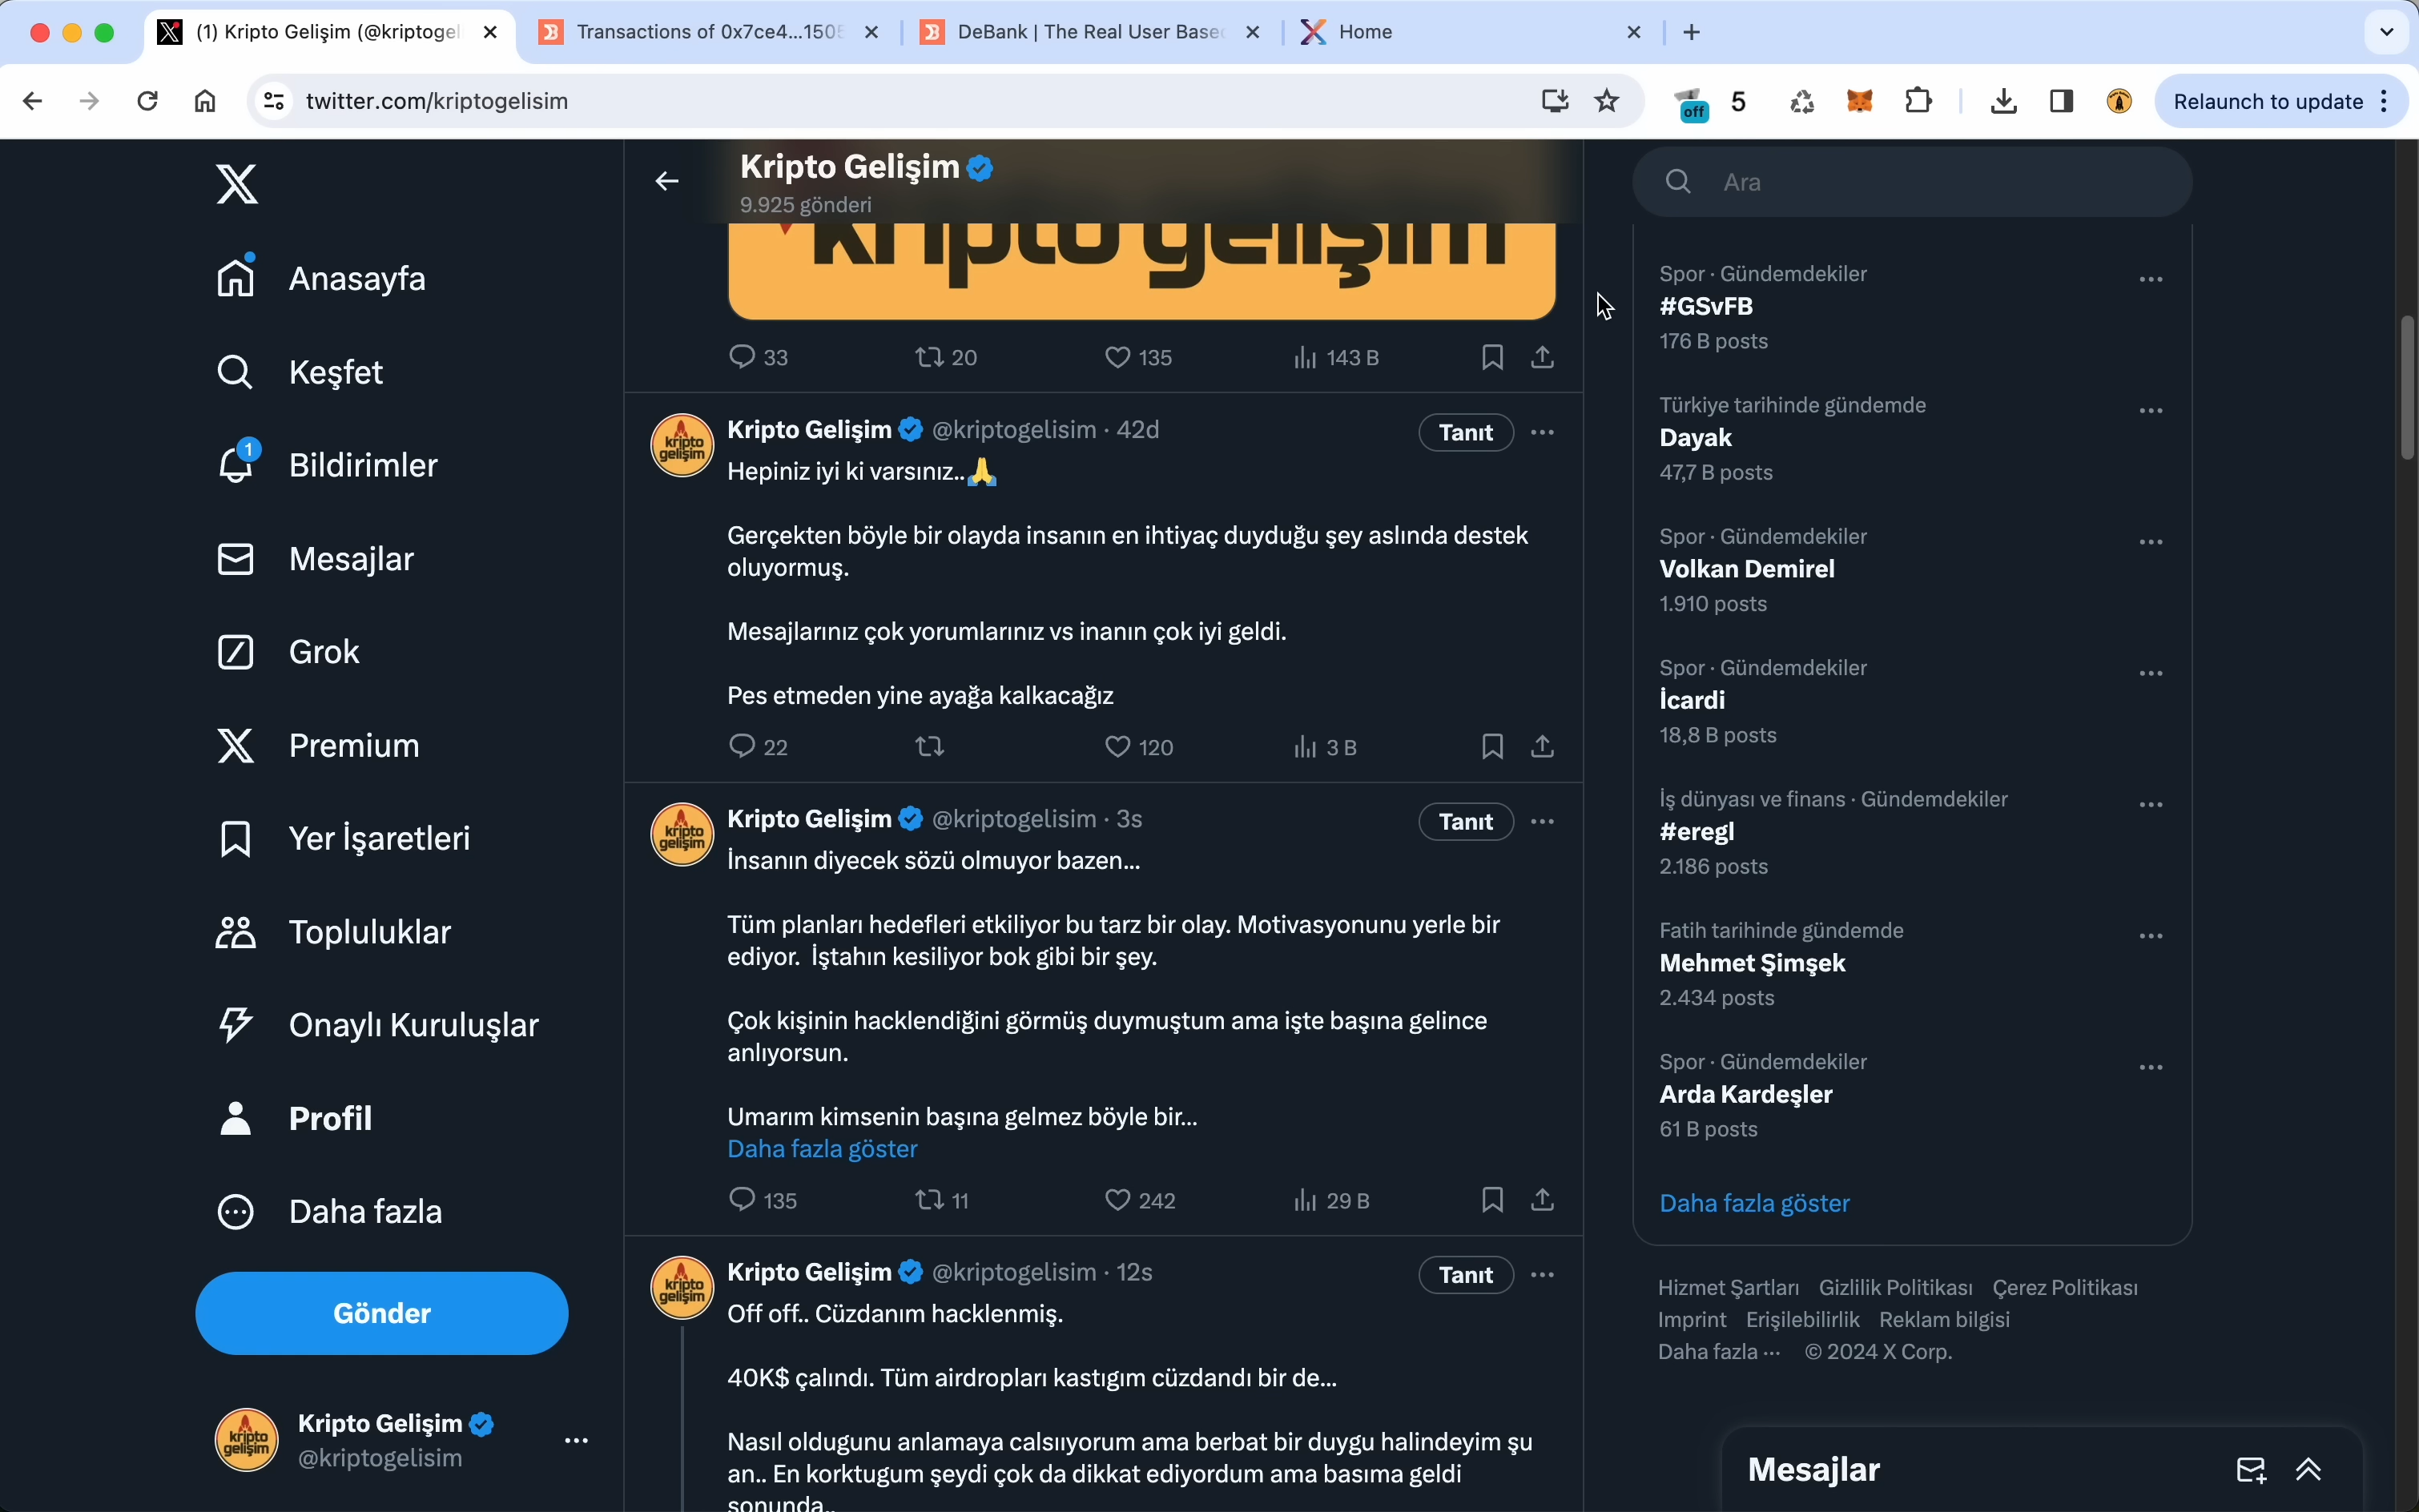 (1) Kripto Gelişim (@kriptogel
Transactions of 0x7ce4...1505
DeBank | The Real User Base
Home
twitter.com/kriptogelisim
off
5
Relaunch to update
Kripto Gelişim
9.925 gönderi
Ara
Anasayfa
Keşfet
1
Bildirimler
Mesajlar
Grok
Premium
Yer İşaretleri
Topluluklar
Onaylı Kuruluşlar
Profil
Daha fazla
Gönder
kripto gelişim
Kripto Gelişim
@kriptogelisim
kripto gelişim
33 20 135 143 B
kripto gelişim
Kripto Gelişim @kriptogelisim · 42d
Tanıt
Hepiniz iyi ki varsınız..🙏
Gerçekten böyle bir olayda insanın en ihtiyaç duyduğu şey aslında destek
oluyormuş.
Mesajlarınız çok yorumlarınız vs inanın çok iyi geldi.
Pes etmeden yine ayağa kalkacağız
22 120 3 B
kripto gelişim
Kripto Gelişim @kriptogelisim · 3s
Tanıt
İnsanın diyecek sözü olmuyor bazen...
Tüm planları hedefleri etkiliyor bu tarz bir olay. Motivasyonunu yerle bir
ediyor. İştahın kesiliyor bok gibi bir şey.
Çok kişinin hacklendiğini görmüş duymuştum ama işte başına gelince
anlıyorsun.
Umarım kimsenin başına gelmez böyle bir...
Daha fazla göster
135 11 242 29 B
kripto gelişim
Kripto Gelişim @kriptogelisim · 12s
Tanıt
Off off.. Cüzdanım hacklenmiş.
40K$ çalındı. Tüm airdropları kastıgım cüzdandı bir de...
Nasıl oldugunu anlamaya calsııyorum ama berbat bir duygu halindeyim şu
an.. En korktugum şeydi çok da dikkat ediyordum ama basıma geldi
sonunda..
Spor · Gündemdekiler
#GSvFB
176 B posts
Türkiye tarihinde gündemde
Dayak
47,7 B posts
Spor · Gündemdekiler
Volkan Demirel
1.910 posts
Spor · Gündemdekiler
İcardi
18,8 B posts
İş dünyası ve finans · Gündemdekiler
#eregl
2.186 posts
Fatih tarihinde gündemde
Mehmet Şimşek
2.434 posts
Spor · Gündemdekiler
Arda Kardeşler
61 B posts
Daha fazla göster
Hizmet Şartları Gizlilik Politikası Çerez Politikası
Imprint Erişilebilirlik Reklam bilgisi
Daha fazla ··· © 2024 X Corp.
Mesajlar